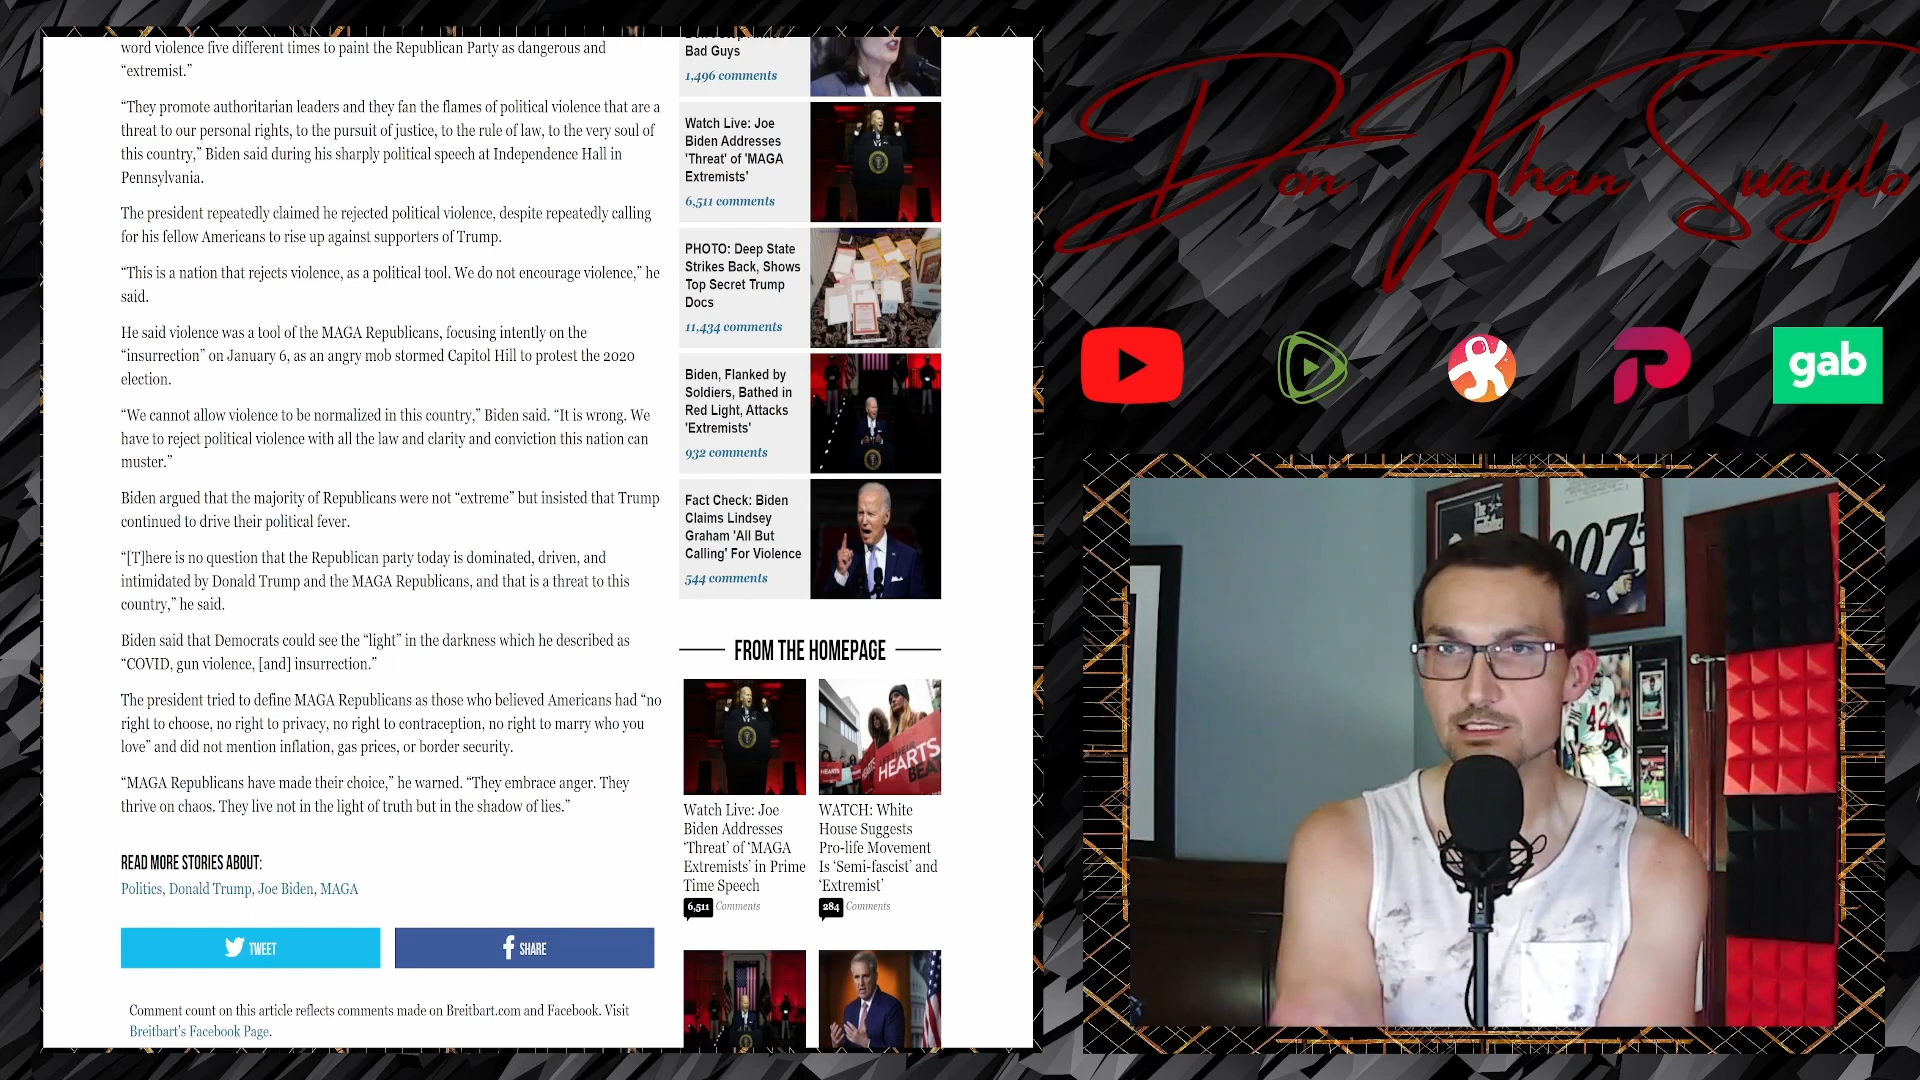 word violence five different times to paint the Republican Party as dangerous and
“extremist.”
“They promote authoritarian leaders and they fan the flames of political violence that are a
threat to our personal rights, to the pursuit of justice, to the rule of law, to the very soul of
this country,” Biden said during his sharply political speech at Independence Hall in
Pennsylvania.
The president repeatedly claimed he rejected political violence, despite repeatedly calling
for his fellow Americans to rise up against supporters of Trump.
“This is a nation that rejects violence, as a political tool. We do not encourage violence,” he
said.
He said violence was a tool of the MAGA Republicans, focusing intently on the
“insurrection” on January 6, as an angry mob stormed Capitol Hill to protest the 2020
election.
“We cannot allow violence to be normalized in this country,” Biden said. “It is wrong. We
have to reject political violence with all the law and clarity and conviction this nation can
muster.”
Biden argued that the majority of Republicans were not “extreme” but insisted that Trump
continued to drive their political fever.
“[T]here is no question that the Republican party today is dominated, driven, and
intimidated by Donald Trump and the MAGA Republicans, and that is a threat to this
country,” he said.
Biden said that Democrats could see the “light” in the darkness which he described as
“COVID, gun violence, [and] insurrection.”
The president tried to define MAGA Republicans as those who believed Americans had “no
right to choose, no right to privacy, no right to contraception, no right to marry who you
love” and did not mention inflation, gas prices, or border security.
“MAGA Republicans have made their choice,” he warned. “They embrace anger. They
thrive on chaos. They live not in the light of truth but in the shadow of lies.”
READ MORE STORIES ABOUT:
Politics, Donald Trump, Joe Biden, MAGA
TWEET
SHARE
Comment count on this article reflects comments made on Breitbart.com and Facebook. Visit
Breitbart's Facebook Page.
Bad Guys
1,496 comments
Watch Live: Joe
Biden Addresses
'Threat' of 'MAGA
Extremists'
6,511 comments
PHOTO: Deep State
Strikes Back, Shows
Top Secret Trump
Docs
11,434 comments
Biden, Flanked by
Soldiers, Bathed in
Red Light, Attacks
'Extremists'
932 comments
Fact Check: Biden
Claims Lindsey
Graham 'All But
Calling' For Violence
544 comments
FROM THE HOMEPAGE
HEARTS
HEARTS
BEA
Watch Live: Joe
Biden Addresses
‘Threat’ of ‘MAGA
Extremists’ in Prime
Time Speech
6,511 Comments
WATCH: White
House Suggests
Pro-life Movement
Is ‘Semi-fascist’ and
‘Extremist’
284 Comments
Don Khan Swaylo
gab
007
42